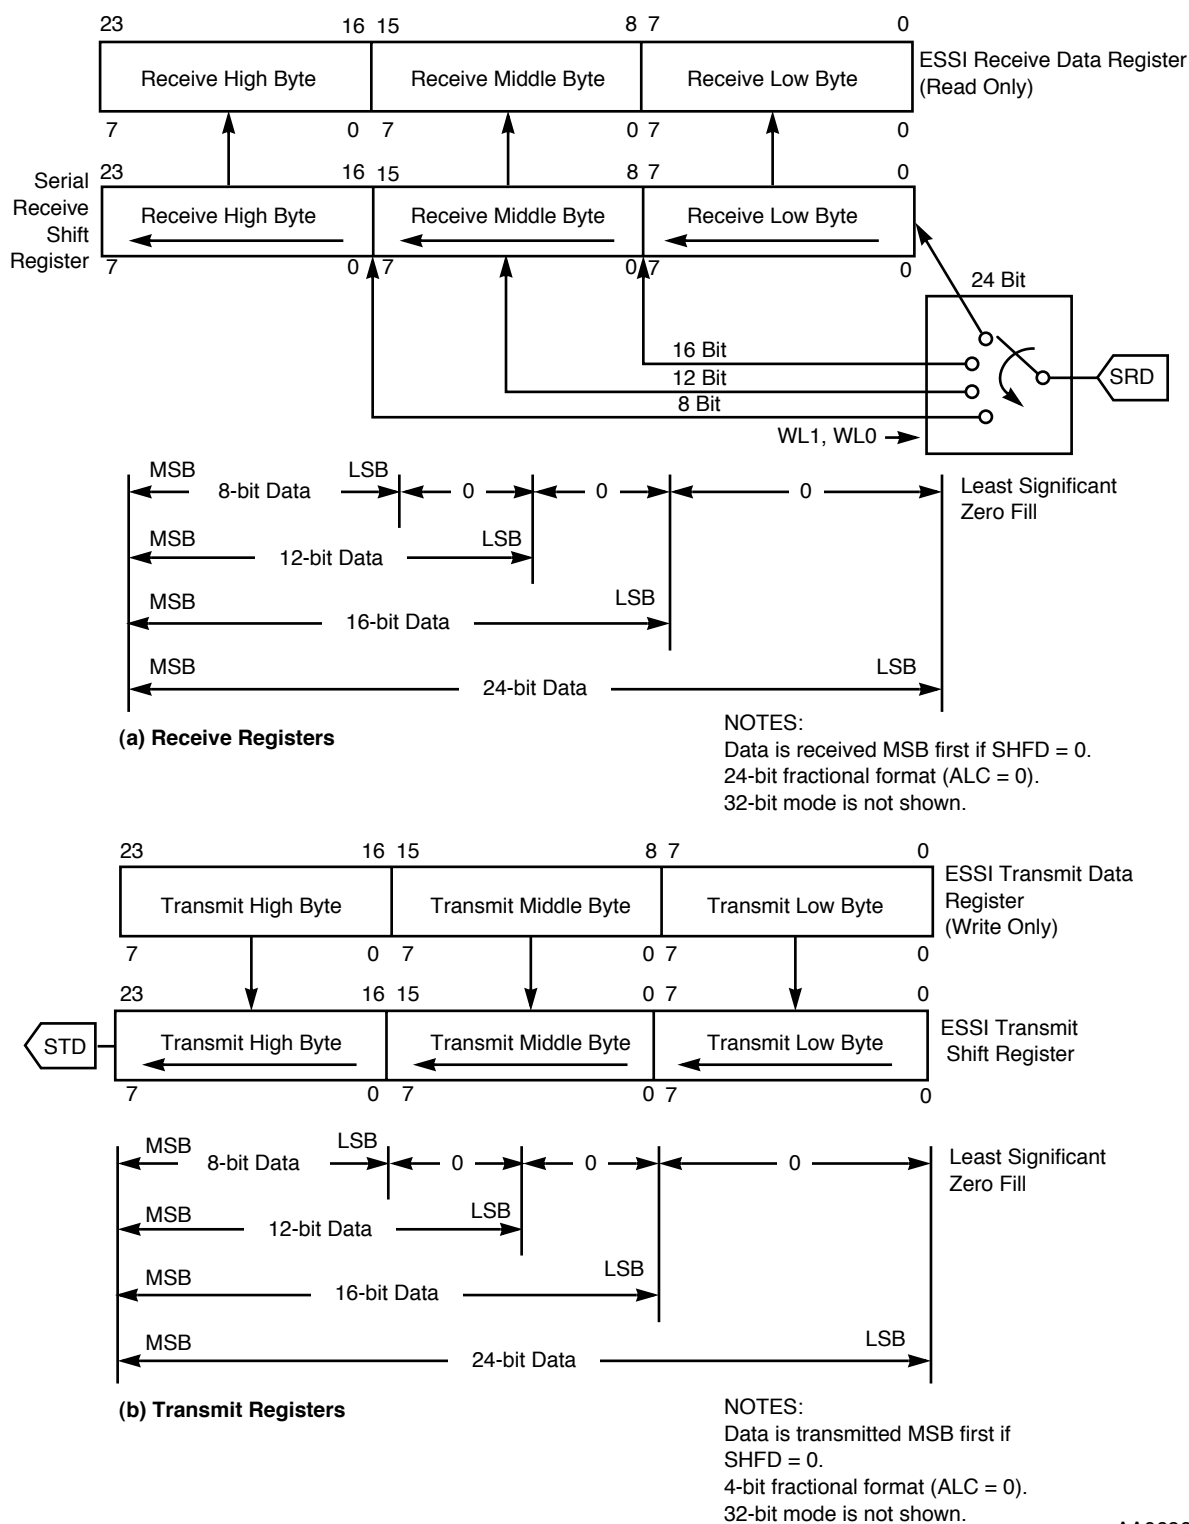 23 16 15 8 7 0
Receive High Byte Receive Middle Byte Receive Low Byte
ESSI Receive Data Register
(Read Only)
7 0 7 0 7 0
23 16 15 8 7 0
Serial
Receive
Shift
Register
Receive High Byte Receive Middle Byte Receive Low Byte
7 0 7 0 7 0
24 Bit
16 Bit
12 Bit
8 Bit
SRD
WL1, WL0
MSB LSB
8-bit Data 0 0 0
Least Significant
Zero Fill
MSB LSB
12-bit Data
MSB LSB
16-bit Data
MSB LSB
24-bit Data
(a) Receive Registers
NOTES:
Data is received MSB first if SHFD = 0.
24-bit fractional format (ALC = 0).
32-bit mode is not shown.
23 16 15 8 7 0
Transmit High Byte Transmit Middle Byte Transmit Low Byte
ESSI Transmit Data
Register
(Write Only)
7 0 7 0 7 0
23 16 15 0 7 0
STD
Transmit High Byte Transmit Middle Byte Transmit Low Byte
ESSI Transmit
Shift Register
7 0 7 0 7 0
MSB LSB
8-bit Data 0 0 0
Least Significant
Zero Fill
MSB LSB
12-bit Data
MSB LSB
16-bit Data
MSB LSB
24-bit Data
(b) Transmit Registers
NOTES:
Data is transmitted MSB first if
SHFD = 0.
4-bit fractional format (ALC = 0).
32-bit mode is not shown.